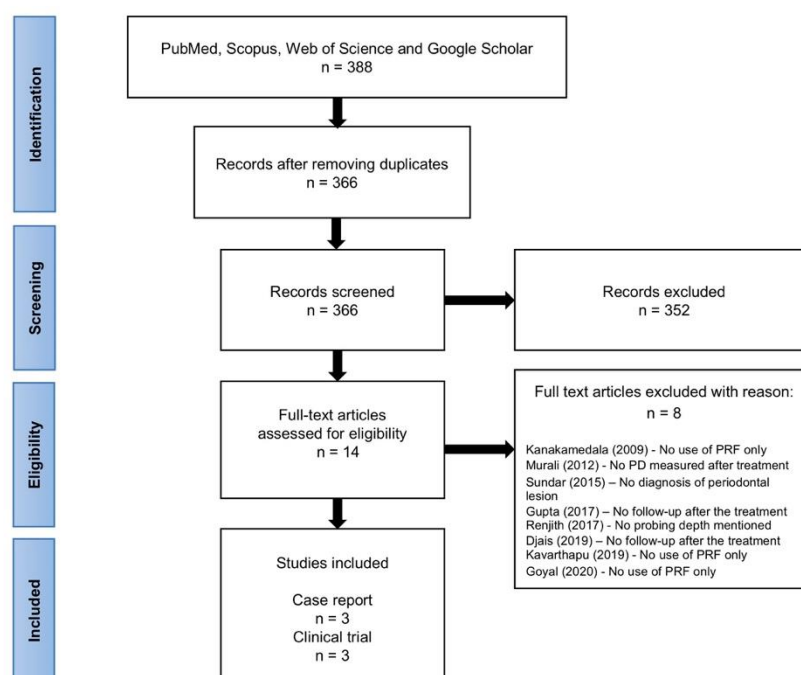 Identification
PubMed, Scopus, Web of Science and Google Scholar
n = 388
Records after removing duplicates
n = 366
Screening
Records screened
n = 366
Records excluded
n = 352
Eligibility
Full-text articles
assessed for eligibility
n = 14
Full text articles excluded with reason:
n = 8
Kanakamedala (2009) - No use of PRF only
Murali (2012) - No PD measured after treatment
Sundar (2015) – No diagnosis of periodontal
lesion
Gupta (2017) – No follow-up after the treatment
Renjith (2017) - No probing depth mentioned
Djais (2019) – No follow-up after the treatment
Kavarthapu (2019) - No use of PRF only
Goyal (2020) - No use of PRF only
Included
Studies included
Case report
n = 3
Clinical trial
n = 3